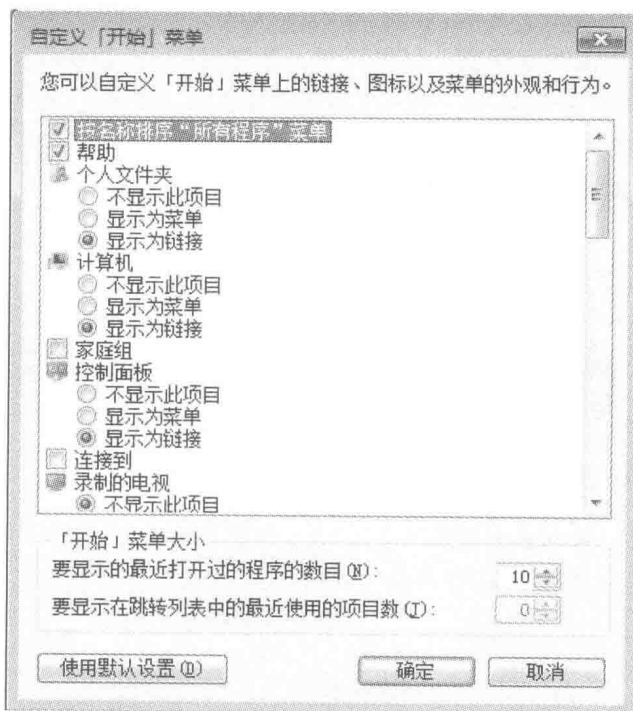 自定义「开始」菜单
您可以自定义「开始」菜单上的链接、图标以及菜单的外观和行为。
按名称排序“所有程序”菜单
帮助
个人文件夹
不显示此项目
显示为菜单
显示为链接
计算机
不显示此项目
显示为菜单
显示为链接
家庭组
控制面板
不显示此项目
显示为菜单
显示为链接
连接到
录制的电视
不显示此项目
「开始」菜单大小
要显示的最近打开过的程序的数目(N): 10
要显示在跳转列表中的最近使用的项目数(J): 0
使用默认设置(D) 确定 取消